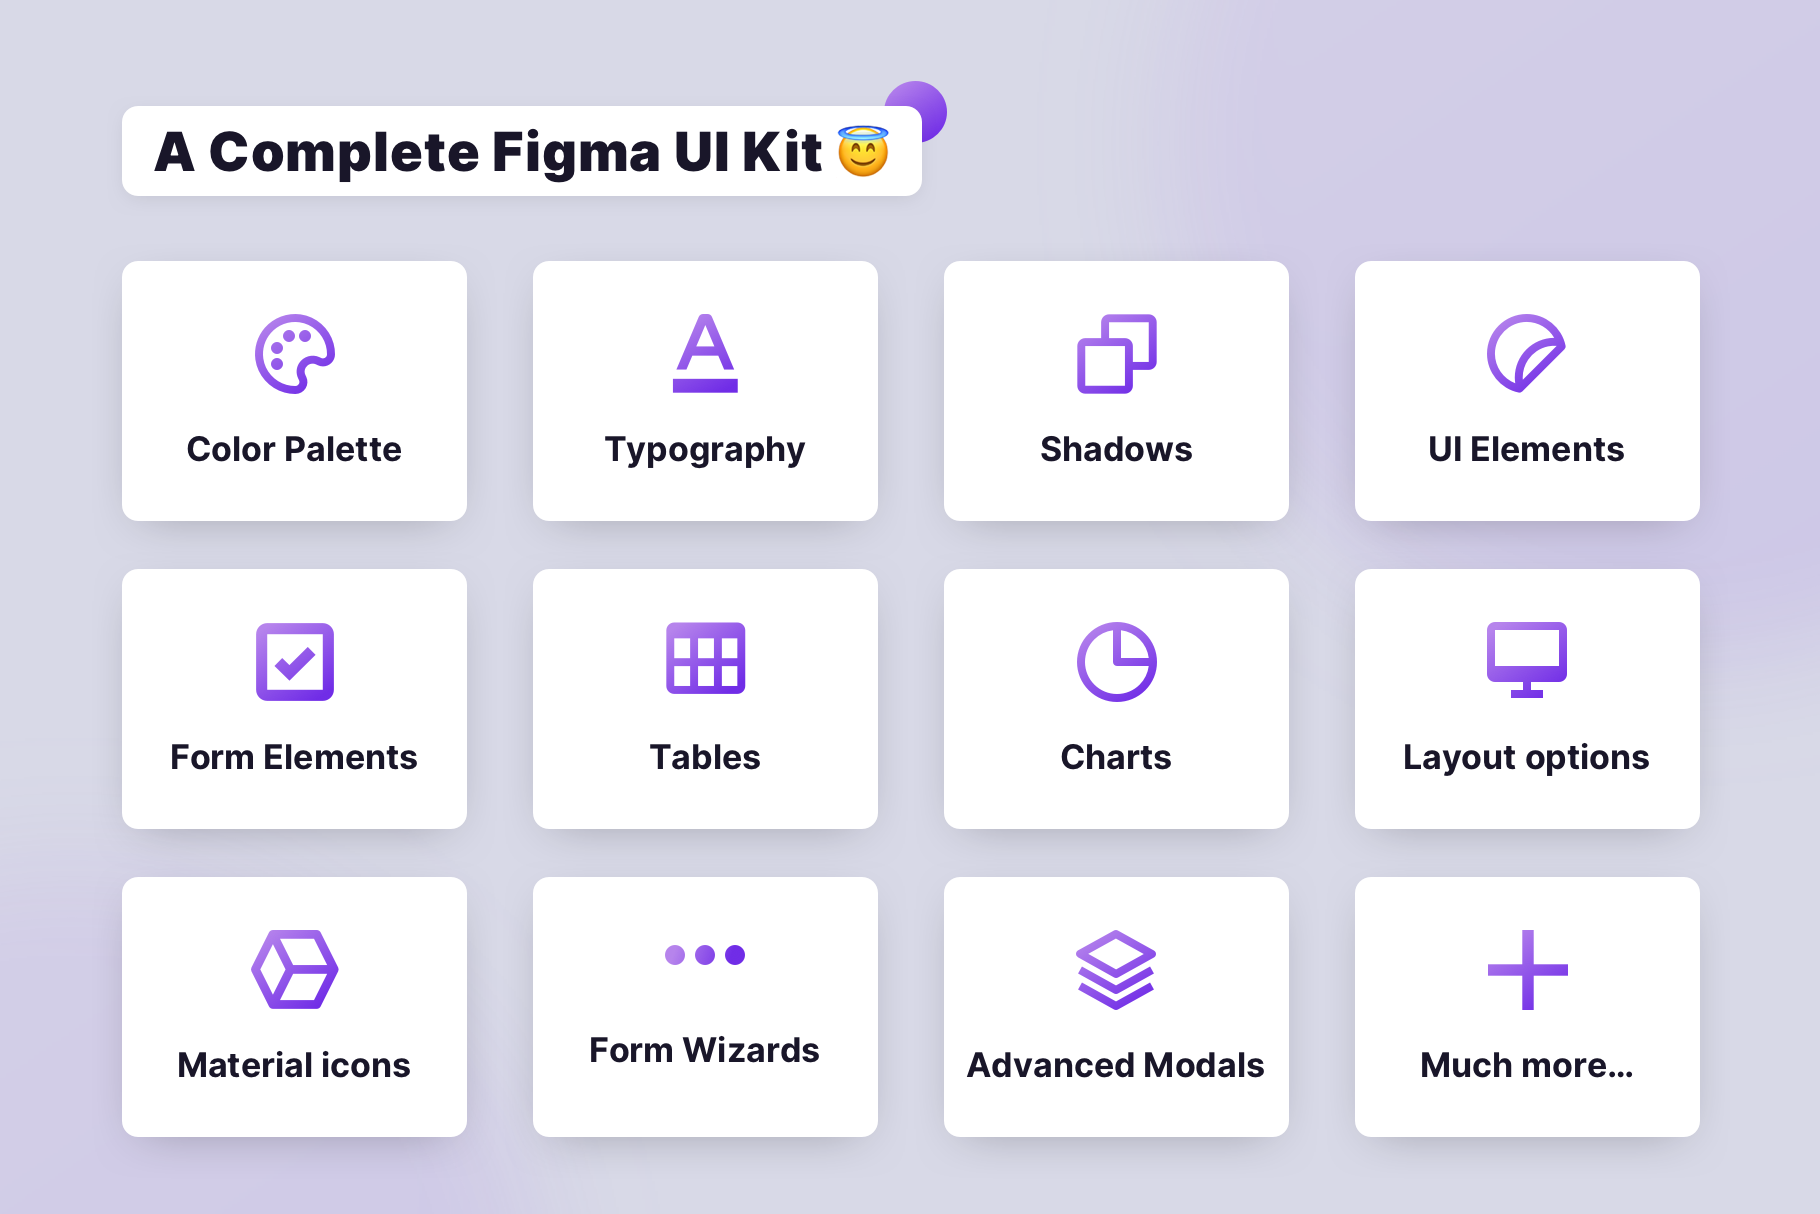 A Complete Figma UI Kit 😇
Color Palette
Typography
Shadows
UI Elements
Form Elements
Tables
Charts
Layout options
Material icons
Form Wizards
Advanced Modals
Much more...